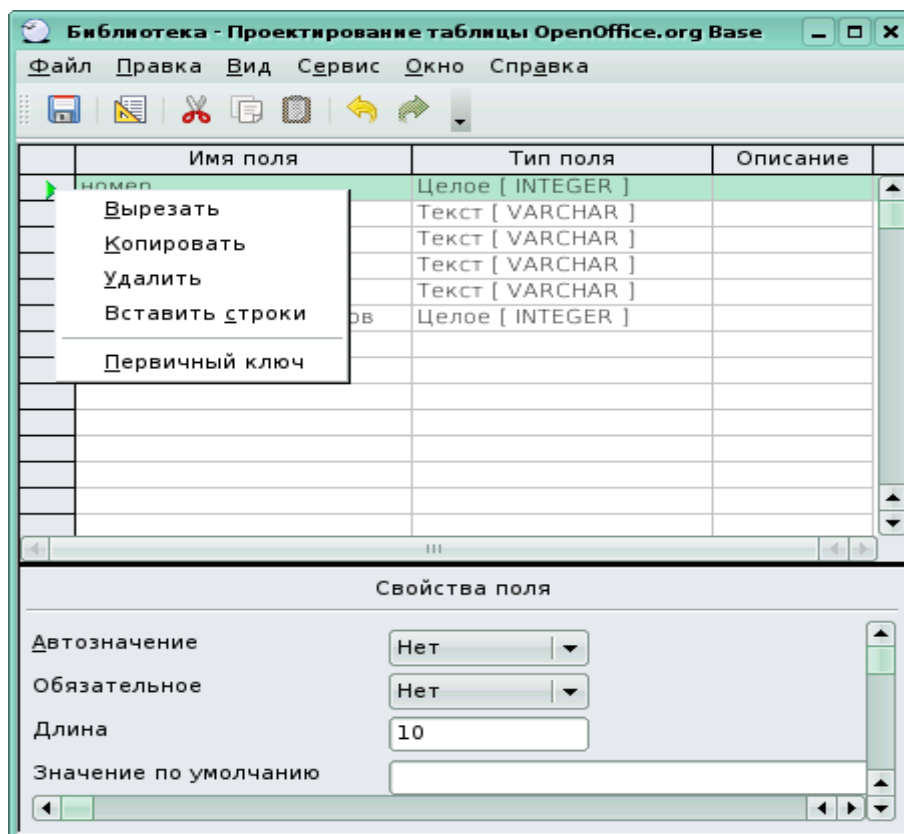 Библиотека - Проектирование таблицы OpenOffice.org Base
Файл Правка Вид Сервис Окно Справка
Имя поля Тип поля Описание
номер Целое [ INTEGER ]
Вырезать Текст [ VARCHAR ]
Копировать Текст [ VARCHAR ]
Удалить Текст [ VARCHAR ]
Текст [ VARCHAR ]
Вставить строки ов Целое [ INTEGER ]
Первичный ключ
Свойства поля
Автозначение Нет
Обязательное Нет
Длина 10
Значение по умолчанию